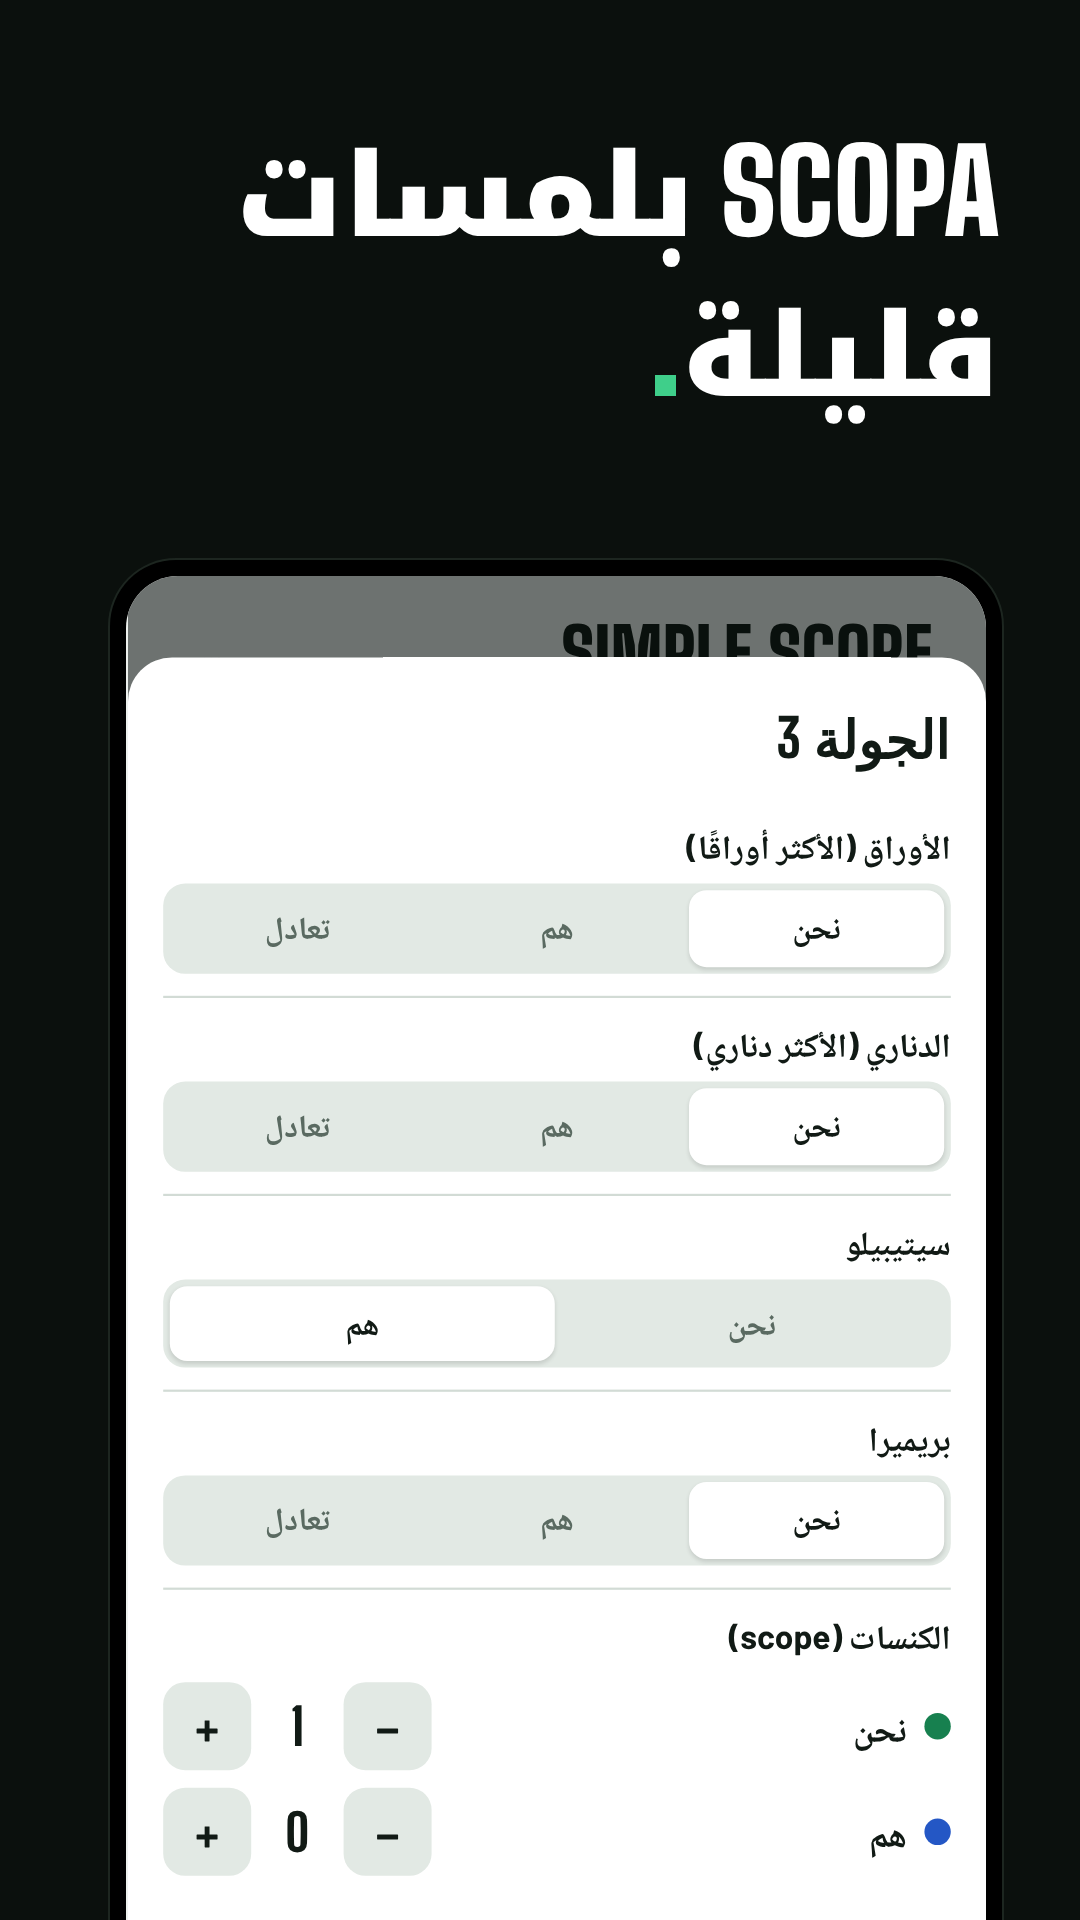 SCOPA بلمسات
قليلة.
SIMPLE SCOPE
الجولة 3
الأوراق (الأكثر أوراقًا)
نحن هم تعادل
الدناري (الأكثر دناري)
نحن هم تعادل
سيتيبيلو
نحن هم
بريميرا
نحن هم تعادل
الكنسات (scope)
نحن − 1 +
هم − 0 +